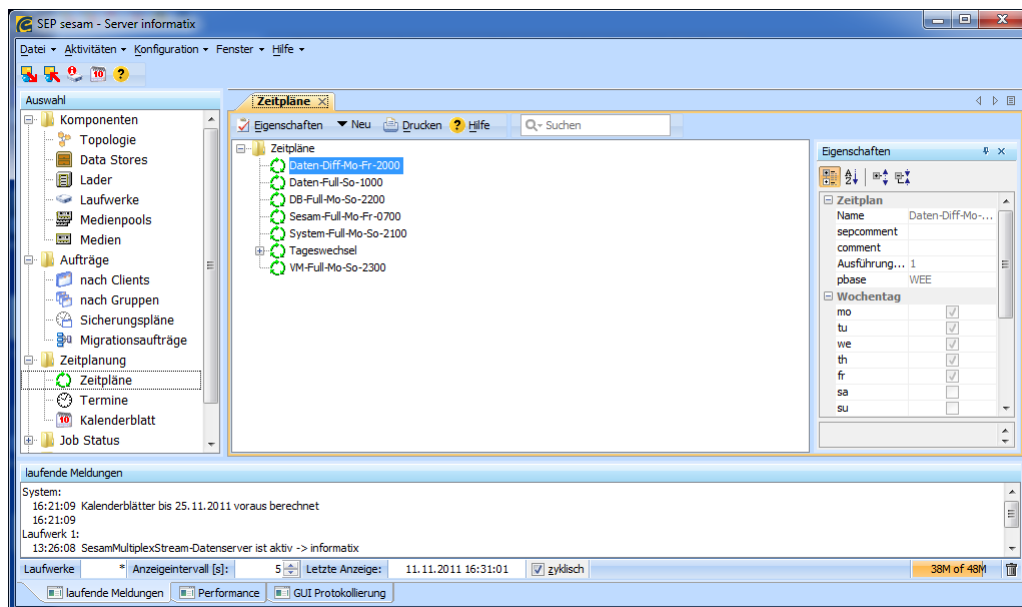 SEP sesam - Server informatix
Datei Aktivitäten Konfiguration Fenster Hilfe
10 ?
Auswahl
Komponenten
Topologie
Data Stores
Lader
Laufwerke
Medienpools
Medien
Aufträge
nach Clients
nach Gruppen
Sicherungspläne
Migrationsaufträge
Zeitplanung
Zeitpläne
Termine
10 Kalenderblatt
Job Status
Zeitpläne
Eigenschaften Neu Drucken ? Hilfe Suchen
Zeitpläne
Daten-Diff-Mo-Fr-2000
Daten-Full-So-1000
DB-Full-Mo-So-2200
Sesam-Full-Mo-Fr-0700
System-Full-Mo-So-2100
Tageswechsel
VM-Full-Mo-So-2300
Eigenschaften
Zeitplan
Name Daten-Diff-Mo-...
sepcomment
comment
Ausführung... 1
pbase WEE
Wochentag
mo
tu
we
th
fr
sa
su
laufende Meldungen
System:
16:21:09 Kalenderblätter bis 25.11.2011 voraus berechnet
16:21:09
Laufwerk 1:
13:26:08 SesamMultiplexStream-Datenserver ist aktiv -> informatix
Laufwerke * Anzeigeintervall [s]: 5 Letzte Anzeige: 11.11.2011 16:31:01 zyklisch 38M of 48M
laufende Meldungen Performance GUI Protokollierung